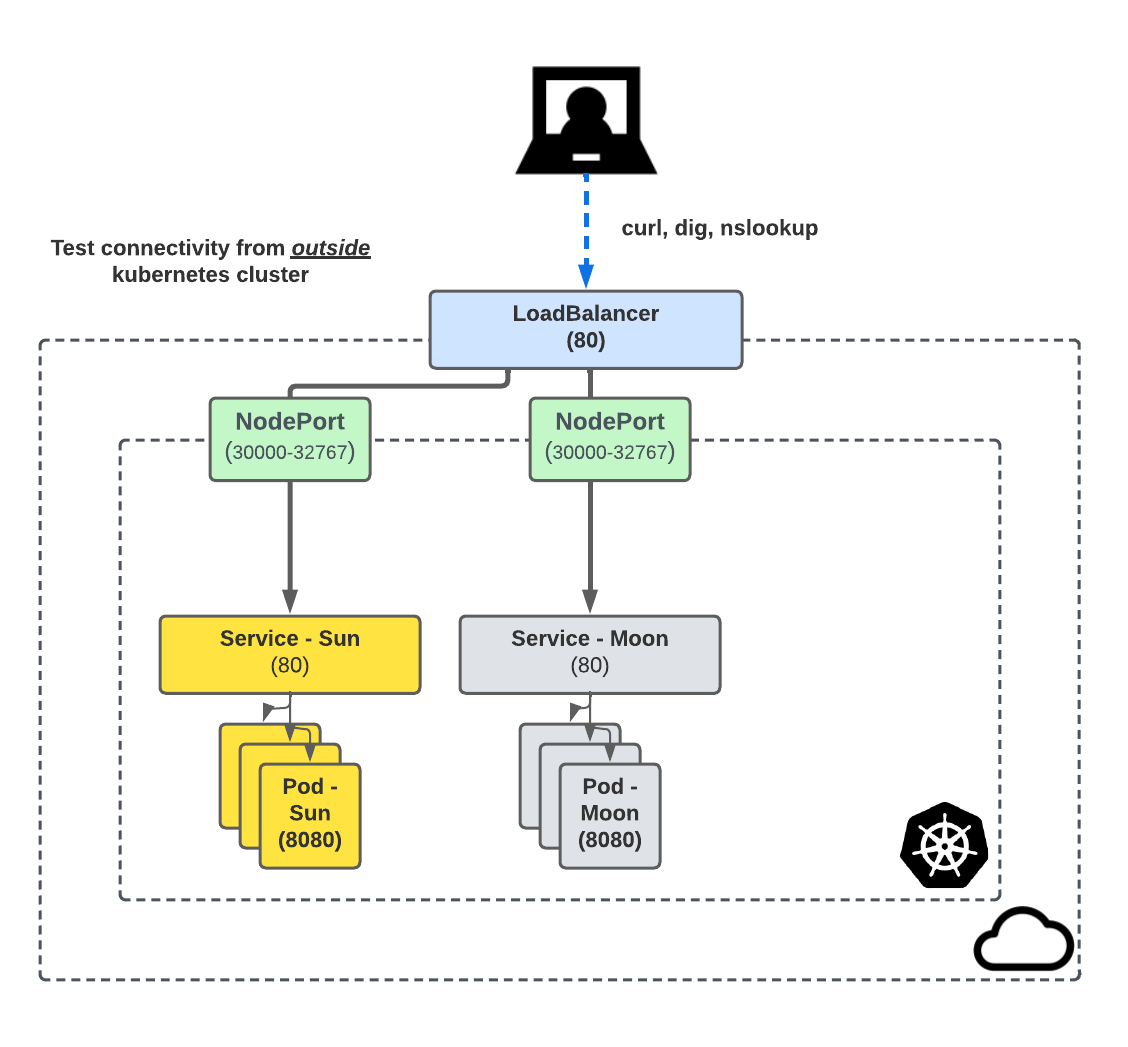 curl, dig, nslookup
Test connectivity from outside
kubernetes cluster
LoadBalancer
(80)
NodePort
(30000-32767)
NodePort
(30000-32767)
Service - Sun
(80)
Service - Moon
(80)
Pod -
Sun
(8080)
Pod -
Moon
(8080)